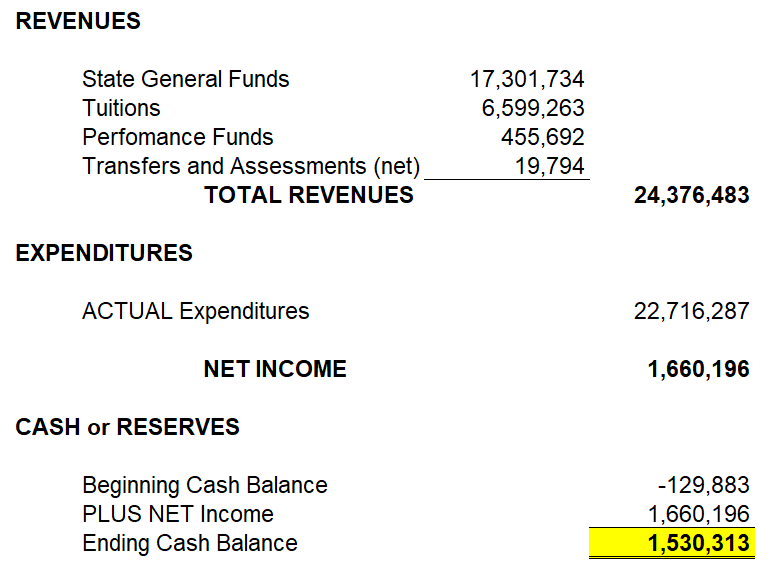 REVENUES
State General Funds 17,301,734
Tuitions 6,599,263
Perfomance Funds 455,692
Transfers and Assessments (net) 19,794
TOTAL REVENUES 24,376,483
EXPENDITURES
ACTUAL Expenditures 22,716,287
NET INCOME 1,660,196
CASH or RESERVES
Beginning Cash Balance -129,883
PLUS NET Income 1,660,196
Ending Cash Balance 1,530,313